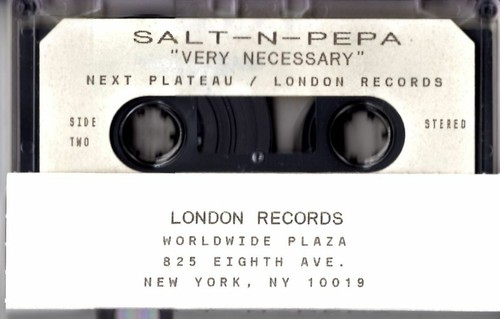 SALT-N-PEPA
"VERY NECESSARY"
NEXT PLATEAU / LONDON RECORDS
SIDE
TWO
STEREO
LONDON RECORDS
WORLDWIDE PLAZA
825 EIGHTH AVE.
NEW YORK, NY 10019